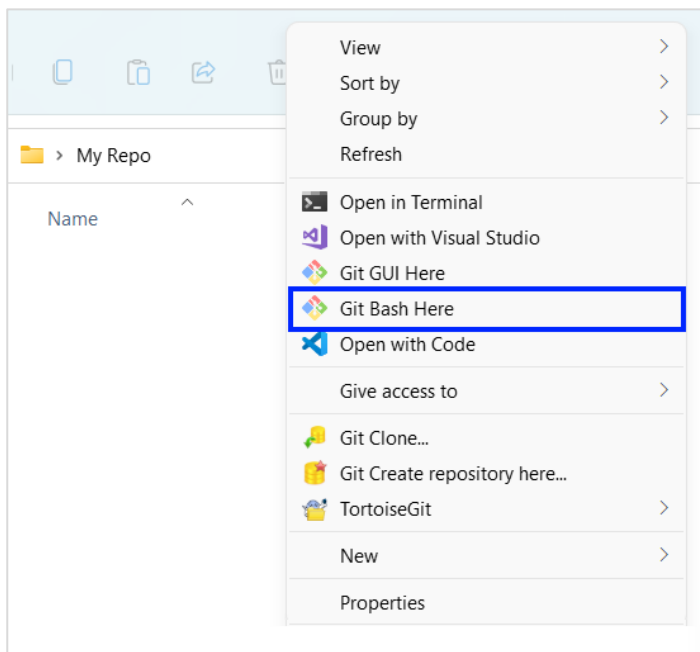 View
Sort by
Group by
My Repo
Refresh
Name
Open in Terminal
Open with Visual Studio
Git GUI Here
Git Bash Here
Open with Code
Give access to
Git Clone...
Git Create repository here...
TortoiseGit
New
Properties